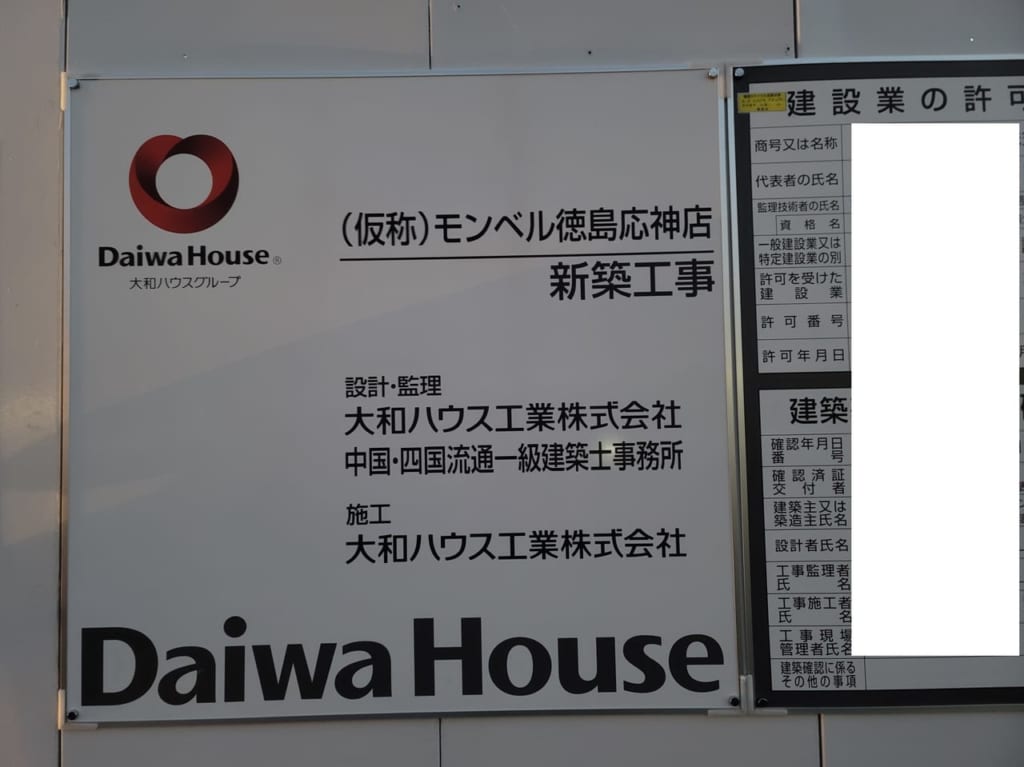 Daiwa House®
大和ハウスグループ
(仮称)モンベル徳島応神店
新築工事
設計・監理
大和ハウス工業株式会社
中国・四国流通一級建築士事務所
施工
大和ハウス工業株式会社
Daiwa House
建設業の許可
商号又は名称
代表者の氏名
監理技術者の氏名
資格名
一般建設業又は
特定建設業の別
許可を受けた
建設業
許可番号
許可年月日
建築
確認年月日
番号
確認済証
交付者
建築主又は
築造主氏名
設計者氏名
工事監理者
氏名
工事施工者
氏名
工事現場
管理者氏名
建築確認に係る
その他の事項